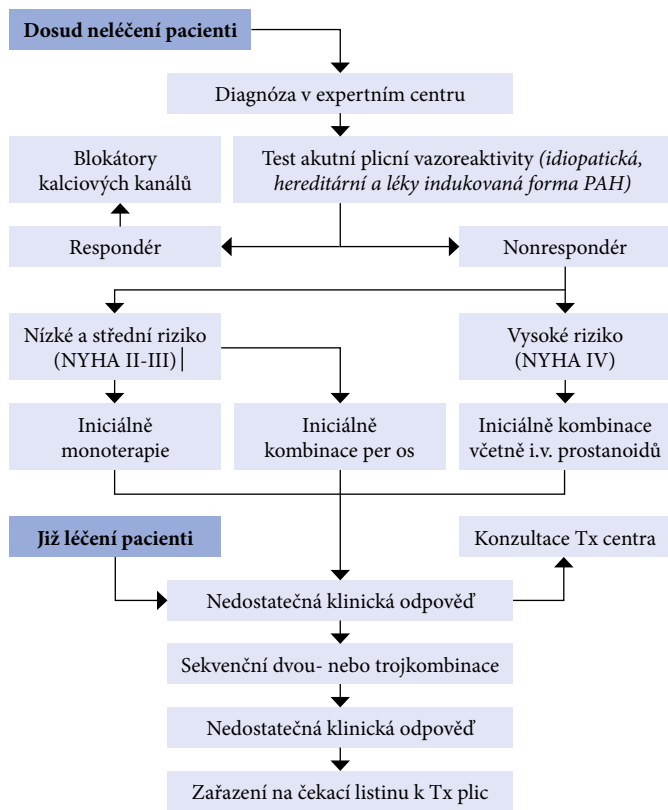 Dosud neléčení pacienti
Diagnóza v expertním centru
Blokátory
kalciových kanálů
Test akutní plicní vazoreaktivity (idiopatická,
hereditární a léky indukovaná forma PAH)
Respondér
Nonrespondér
Nízké a střední riziko
(NYHA II-III)
Vysoké riziko
(NYHA IV)
Iniciálně
monoterapie
Iniciálně
kombinace per os
Iniciálně kombinace
včetně i.v. prostanoidů
Již léčení pacienti
Konzultace Tx centra
Nedostatečná klinická odpověď
Sekvenční dvou- nebo trojkombinace
Nedostatečná klinická odpověď
Zařazení na čekací listinu k Tx plic